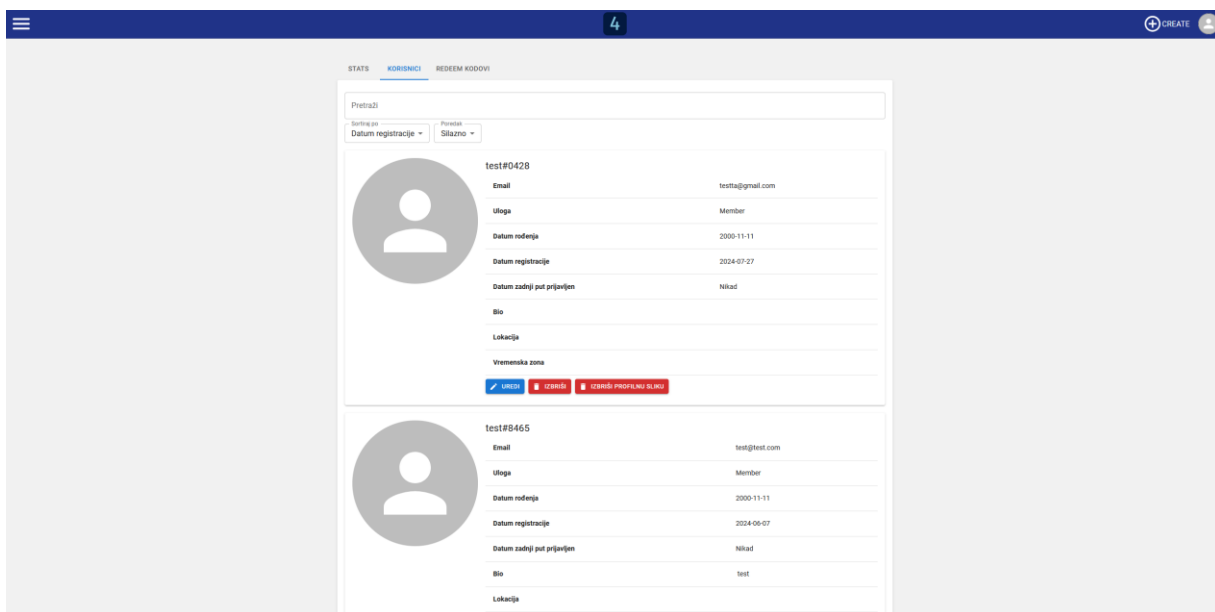 4
CREATE
STATS KORISNICI REDEEM KODOVI
Pretraži
Sortiraj po Poredak
Datum registracije Silazno
test#0428
Email testta@gmail.com
Uloga Member
Datum rođenja 2000-11-11
Datum registracije 2024-07-27
Datum zadnji put prijavljen Nikad
Bio
Lokacija
Vremenska zona
UREDI IZBRIŠI IZBRIŠI PROFILNU SLIKU
test#8465
Email test@test.com
Uloga Member
Datum rođenja 2000-11-11
Datum registracije 2024-06-07
Datum zadnji put prijavljen Nikad
Bio test
Lokacija